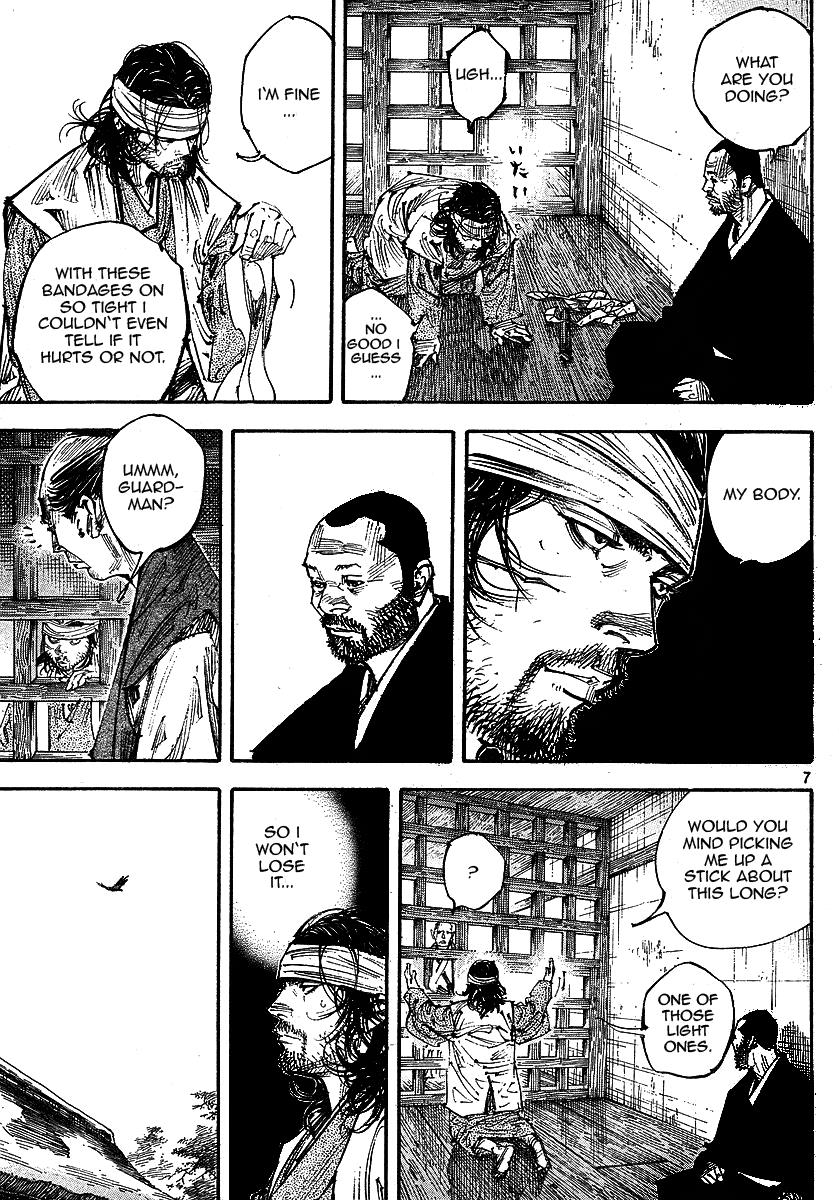 WHAT
ARE YOU
DOING?
UGH...
いたい
...
NO
GOOD I
GUESS
...
I'M FINE
...
WITH THESE
BANDAGES ON
SO TIGHT I
COULDN'T EVEN
TELL IF IT
HURTS OR NOT.
MY BODY.
UMMM,
GUARD-
MAN?
7
WOULD YOU
MIND PICKING
ME UP A
STICK ABOUT
THIS LONG?
?
ONE OF
THOSE
LIGHT
ONES.
SO I
WON'T
LOSE
IT...